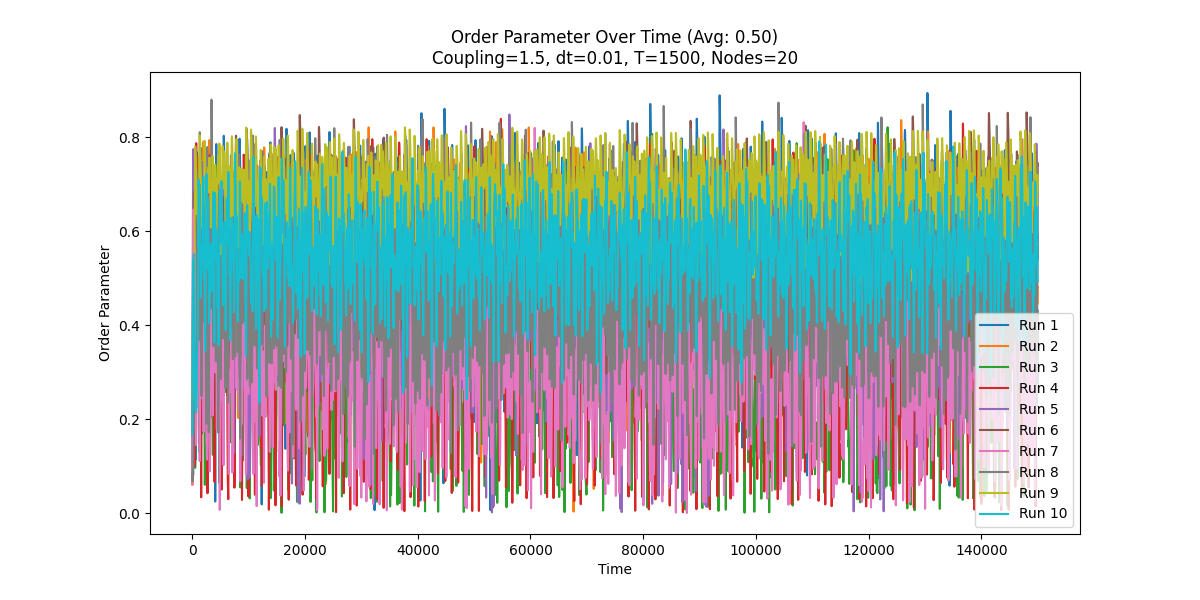 Order Parameter Over Time (Avg: 0.50)
Coupling=1.5, dt=0.01, T=1500, Nodes=20
Order Parameter
0.8
0.6
0.4
0.2
0.0
Run 1
Run 2
Run 3
Run 4
Run 5
Run 6
Run 7
Run 8
Run 9
Run 10
0 20000 40000 60000 80000 100000 120000 140000
Time